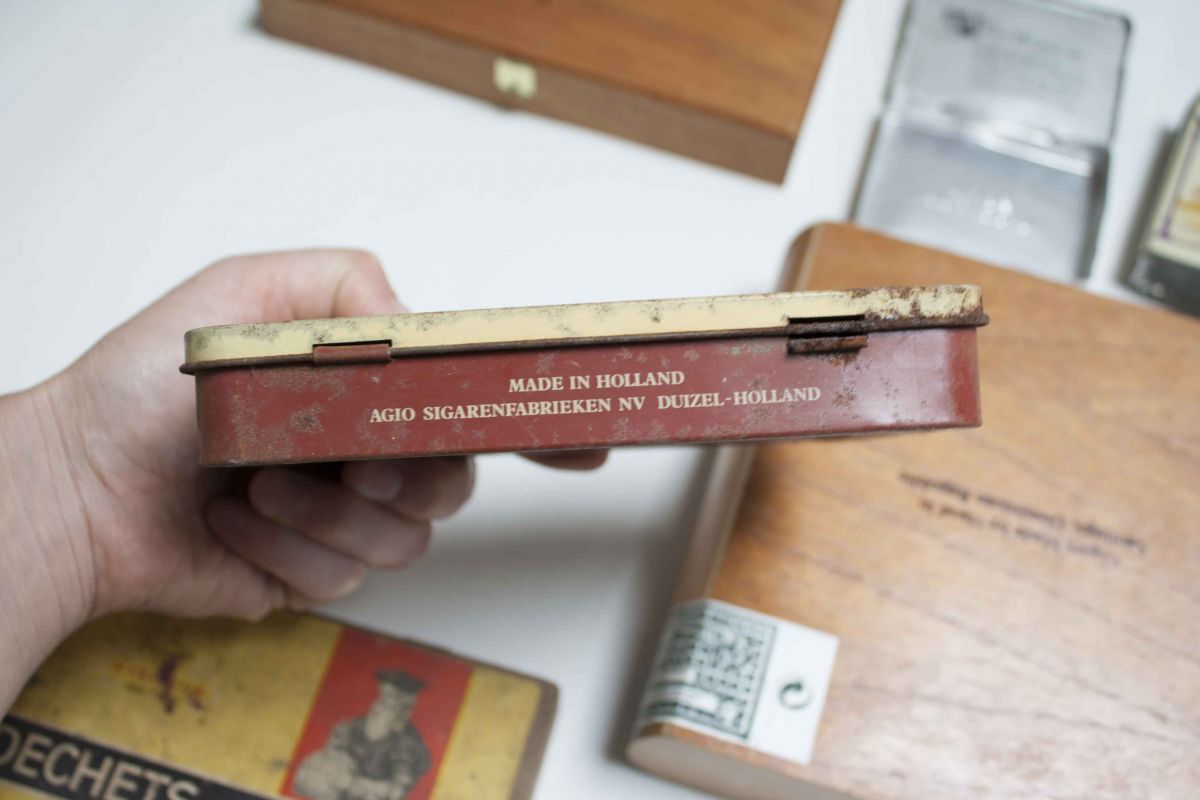 MADE IN HOLLAND
AGIO SIGARENFABRIEKEN NV DUIZEL-HOLLAND
DECHETS